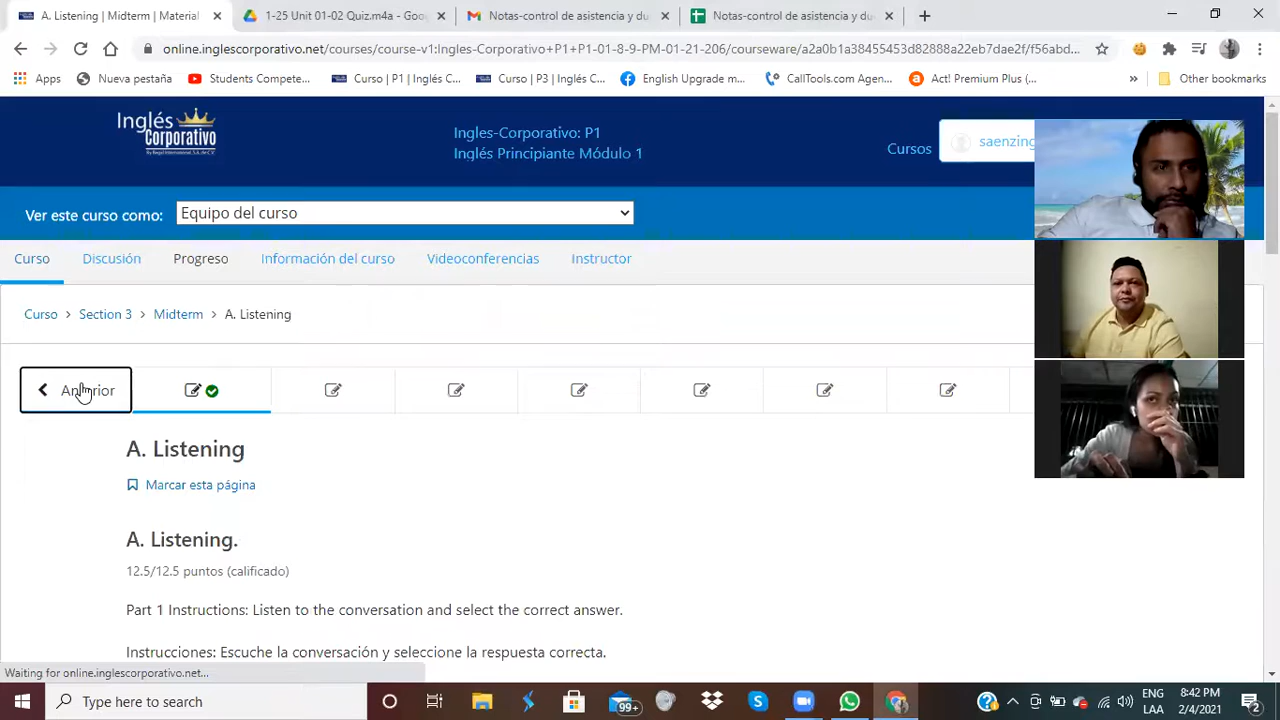 A. Listening | Midterm | Material
1-25 Unit 01-02 Quiz.m4a - Goo
Notas-control de asistencia y du
Notas-control de asistencia y du
online.inglescorporativo.net/courses/course-v1:Ingles-Corporativo+P1+P1-01-8-9-PM-01-21-206/courseware/a2a0b1a38455453d82888a22eb7dae2f/f56abd...
Apps
Nueva pestaña
Students Compete...
Curso | P1 | Inglés C...
Curso | P3 | Inglés C...
English Upgrade m...
CallTools.com Agen...
Act! Premium Plus (...
»
Other bookmarks
Inglés
Corporativo
Ingles-Corporativo: P1
Inglés Principiante Módulo 1
Cursos
saenzing
Ver este curso como:
Equipo del curso
Curso
Discusión
Progreso
Información del curso
Videoconferencias
Instructor
Curso > Section 3 > Midterm > A. Listening
Anterior
A. Listening
Marcar esta página
A. Listening.
12.5/12.5 puntos (calificado)
Part 1 Instructions: Listen to the conversation and select the correct answer.
Instrucciones: Escuche la conversación y seleccione la respuesta correcta.
Waiting for online.inglescorporativo.net...
Type here to search
99+
ENG
LAA
8:42 PM
2/4/2021
2